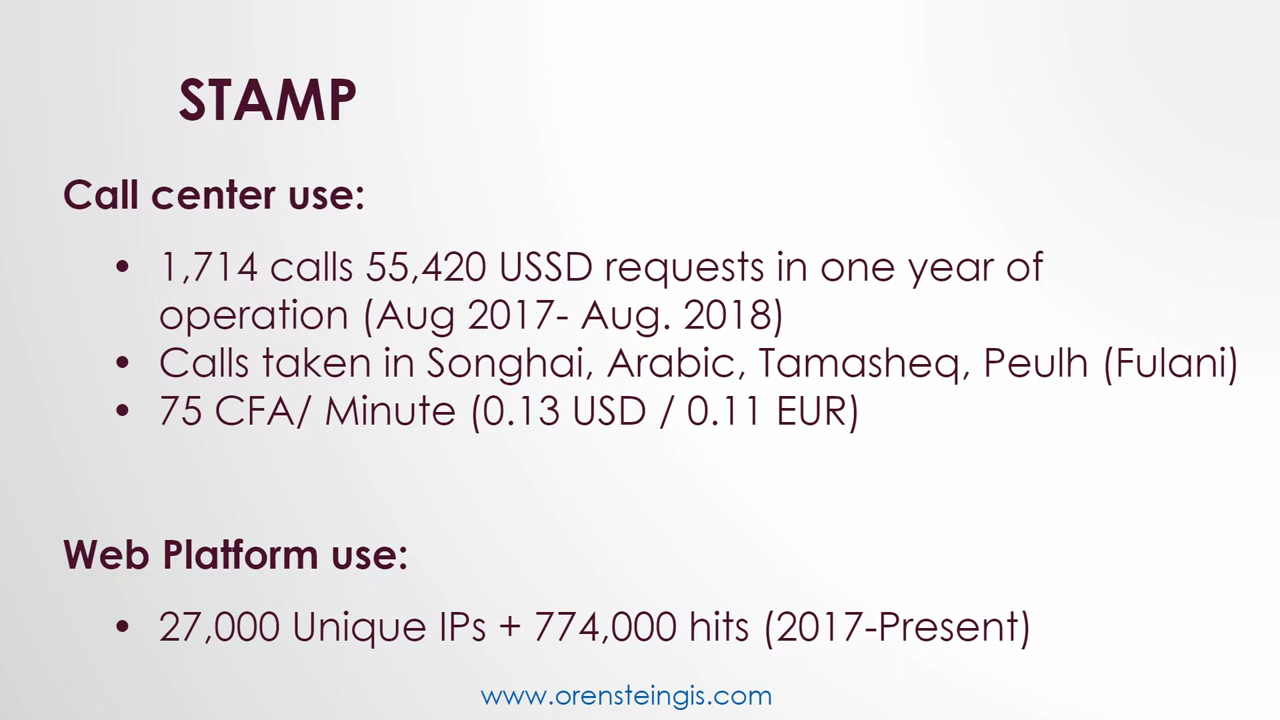 STAMP
Call center use:
• 1,714 calls 55,420 USSD requests in one year of
operation (Aug 2017- Aug. 2018)
• Calls taken in Songhai, Arabic, Tamasheq, Peulh (Fulani)
• 75 CFA/ Minute (0.13 USD / 0.11 EUR)
Web Platform use:
• 27,000 Unique IPs + 774,000 hits (2017-Present)
www.orensteingis.com